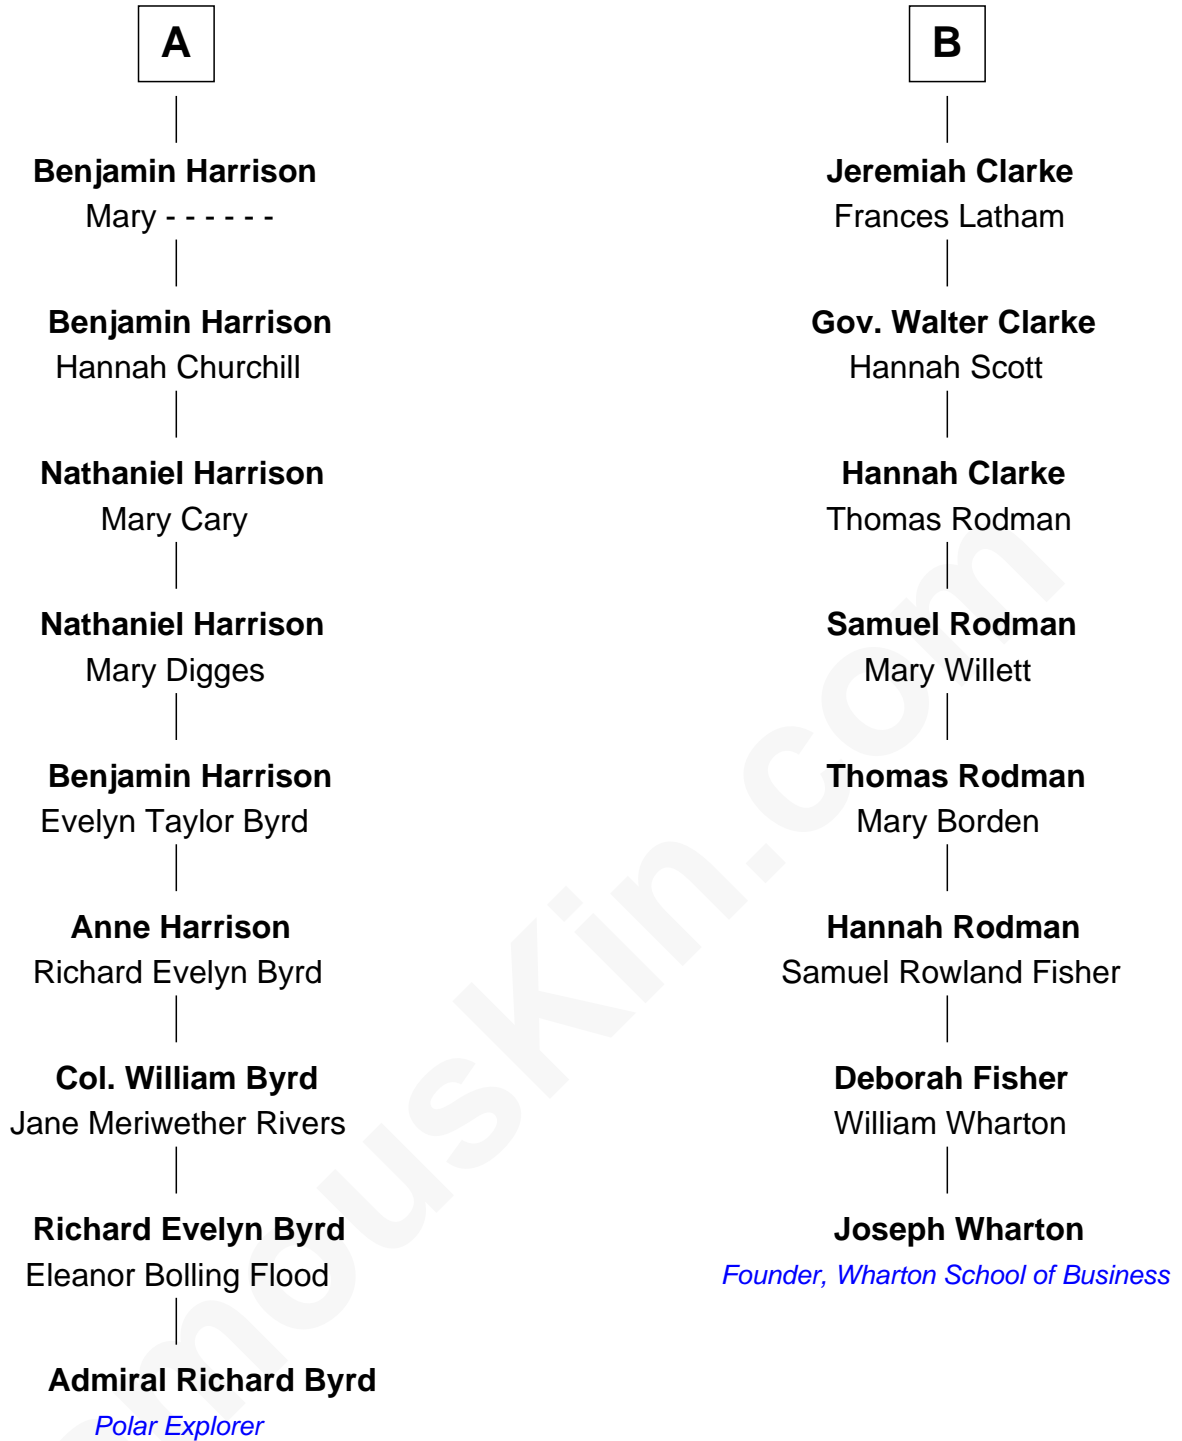 A
Benjamin Harrison
Mary - - - - - -
Benjamin Harrison
Hannah Churchill
Nathaniel Harrison
Mary Cary
Nathaniel Harrison
Mary Digges
Benjamin Harrison
Evelyn Taylor Byrd
Anne Harrison
Richard Evelyn Byrd
Col. William Byrd
Jane Meriwether Rivers
Richard Evelyn Byrd
Eleanor Bolling Flood
Admiral Richard Byrd
Polar Explorer
B
Jeremiah Clarke
Frances Latham
Gov. Walter Clarke
Hannah Scott
Hannah Clarke
Thomas Rodman
Samuel Rodman
Mary Willett
Thomas Rodman
Mary Borden
Hannah Rodman
Samuel Rowland Fisher
Deborah Fisher
William Wharton
Joseph Wharton
Founder, Wharton School of Business
mousKin.com